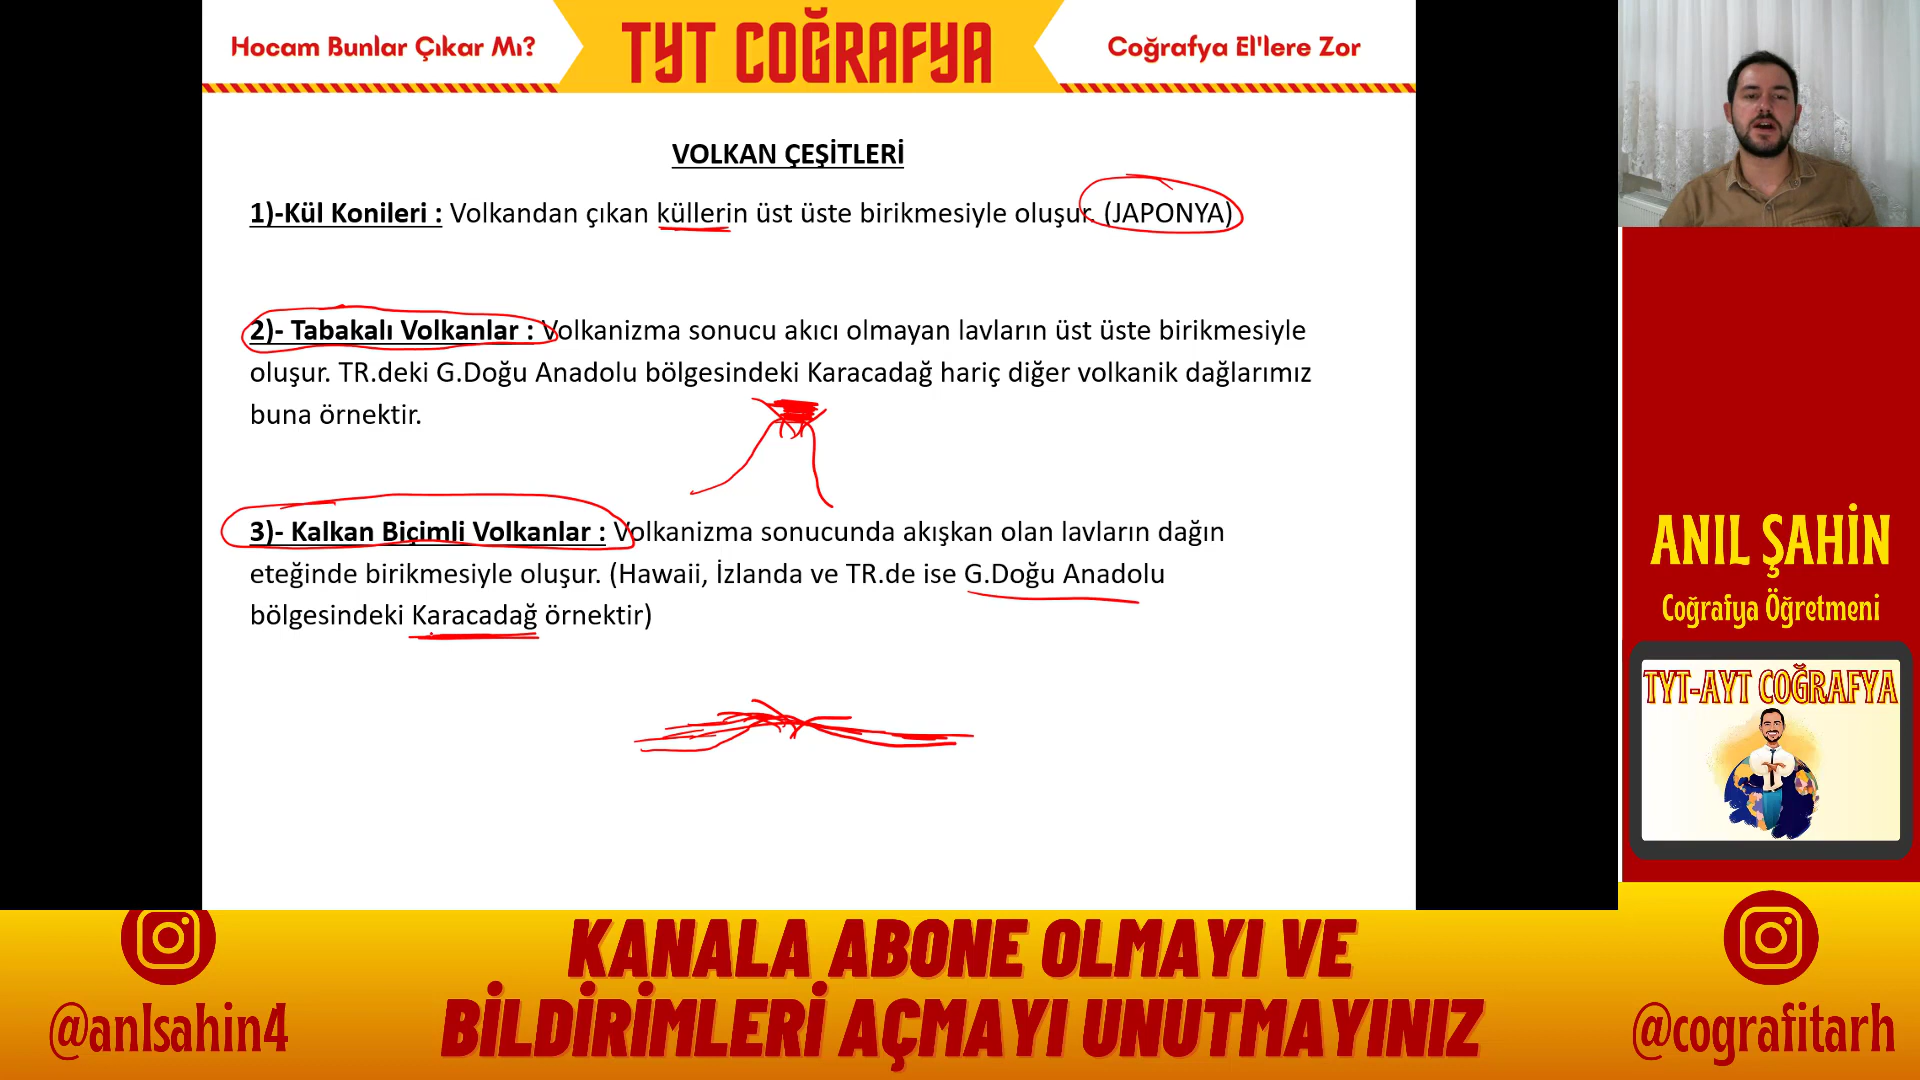 Hocam Bunlar Çıkar Mı?
TYT COĞRAFYA
Coğrafya El'lere Zor
VOLKAN ÇEŞİTLERİ
1)-Kül Konileri : Volkandan çıkan küllerin üst üste birikmesiyle oluşur. (JAPONYA)
2)- Tabakalı Volkanlar : Volkanizma sonucu akıcı olmayan lavların üst üste birikmesiyle
oluşur. TR.deki G.Doğu Anadolu bölgesindeki Karacadağ hariç diğer volkanik dağlarımız
buna örnektir.
3)- Kalkan Biçimli Volkanlar : Volkanizma sonucunda akışkan olan lavların dağın
eteğinde birikmesiyle oluşur. (Hawaii, İzlanda ve TR.de ise G.Doğu Anadolu
bölgesindeki Karacadağ örnektir)
ANIL ŞAHİN
Coğrafya Öğretmeni
TYT-AYT COĞRAFYA
KANALA ABONE OLMAYI VE
BİLDİRİMLERİ AÇMAYI UNUTMAYINIZ
@anlsahin4
@cografitarh